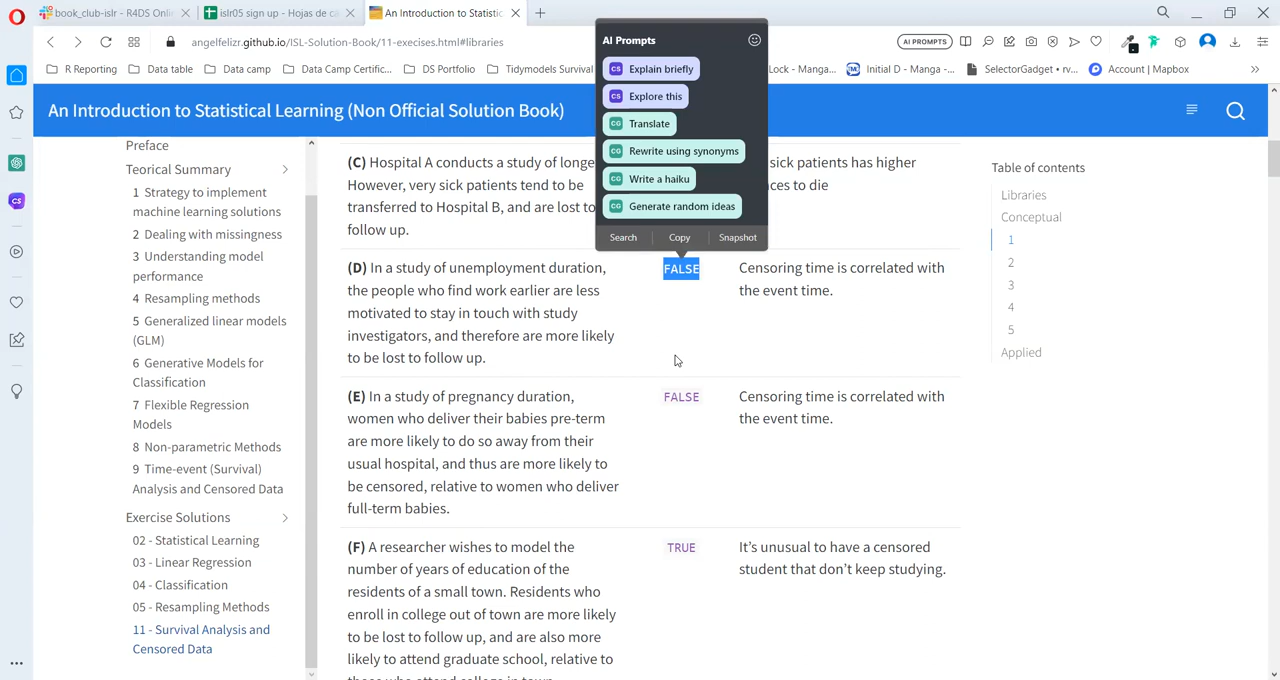 book_club-islr - R4DS Onli
islr05 sign up - Hojas de cá
An Introduction to Statistic
angelfelizr.github.io/ISL-Solution-Book/11-execises.html#libraries
AI PROMPTS
R Reporting
Data table
Data camp
Data Camp Certific...
DS Portfolio
Tidymodels Survival
Lock - Manga...
Initial D - Manga -...
SelectorGadget • rv...
Account | Mapbox
An Introduction to Statistical Learning (Non Official Solution Book)
AI Prompts
CS Explain briefly
CS Explore this
CG Translate
CG Rewrite using synonyms
CG Write a haiku
CG Generate random ideas
Search
Copy
Snapshot
Preface
Teorical Summary
1 Strategy to implement
machine learning solutions
2 Dealing with missingness
3 Understanding model
performance
4 Resampling methods
5 Generalized linear models
(GLM)
6 Generative Models for
Classification
7 Flexible Regression
Models
8 Non-parametric Methods
9 Time-event (Survival)
Analysis and Censored Data
Exercise Solutions
02 - Statistical Learning
03 - Linear Regression
04 - Classification
05 - Resampling Methods
11 - Survival Analysis and
Censored Data
CS
(C) Hospital A conducts a study of longe
However, very sick patients tend to be
transferred to Hospital B, and are lost to
follow up.
sick patients has higher
nces to die
(D) In a study of unemployment duration,
the people who find work earlier are less
motivated to stay in touch with study
investigators, and therefore are more likely
to be lost to follow up.
FALSE
Censoring time is correlated with
the event time.
(E) In a study of pregnancy duration,
women who deliver their babies pre-term
are more likely to do so away from their
usual hospital, and thus are more likely to
be censored, relative to women who deliver
full-term babies.
FALSE
Censoring time is correlated with
the event time.
(F) A researcher wishes to model the
number of years of education of the
residents of a small town. Residents who
enroll in college out of town are more likely
to be lost to follow up, and are also more
likely to attend graduate school, relative to
those who attend college in town.
TRUE
It's unusual to have a censored
student that don't keep studying.
Table of contents
Libraries
Conceptual
1
2
3
4
5
Applied